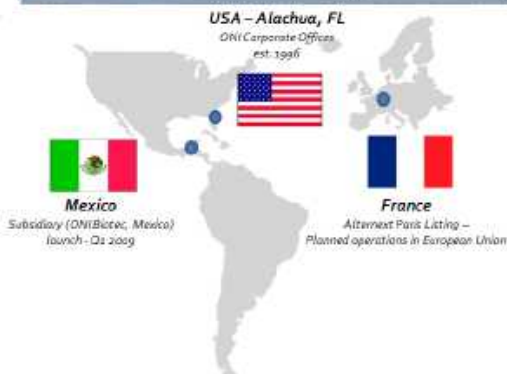 USA – Alachua, FL
ONI Corporate Offices
est. 1996
Mexico
Subsidiary (ONIBiotec, Mexico)
launch - Q1 2009
France
Alternext Paris Listing –
Planned operations in European Union